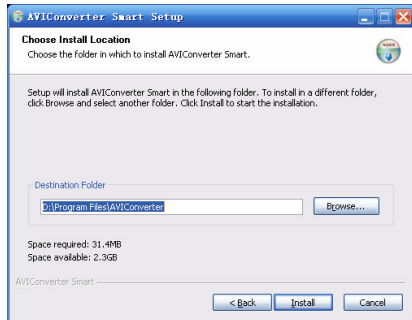 AVIConverter Smart Setup
Choose Install Location
Choose the folder in which to install AVIConverter Smart.
Setup will install AVIConverter Smart in the following folder. To install in a different folder,
click Browse and select another folder. Click Install to start the installation.
Destination Folder
D:\Program Files\AVIConverter
Browse...
Space required: 31.4MB
Space available: 2.3GB
AVIConverter Smart
< Back Install Cancel